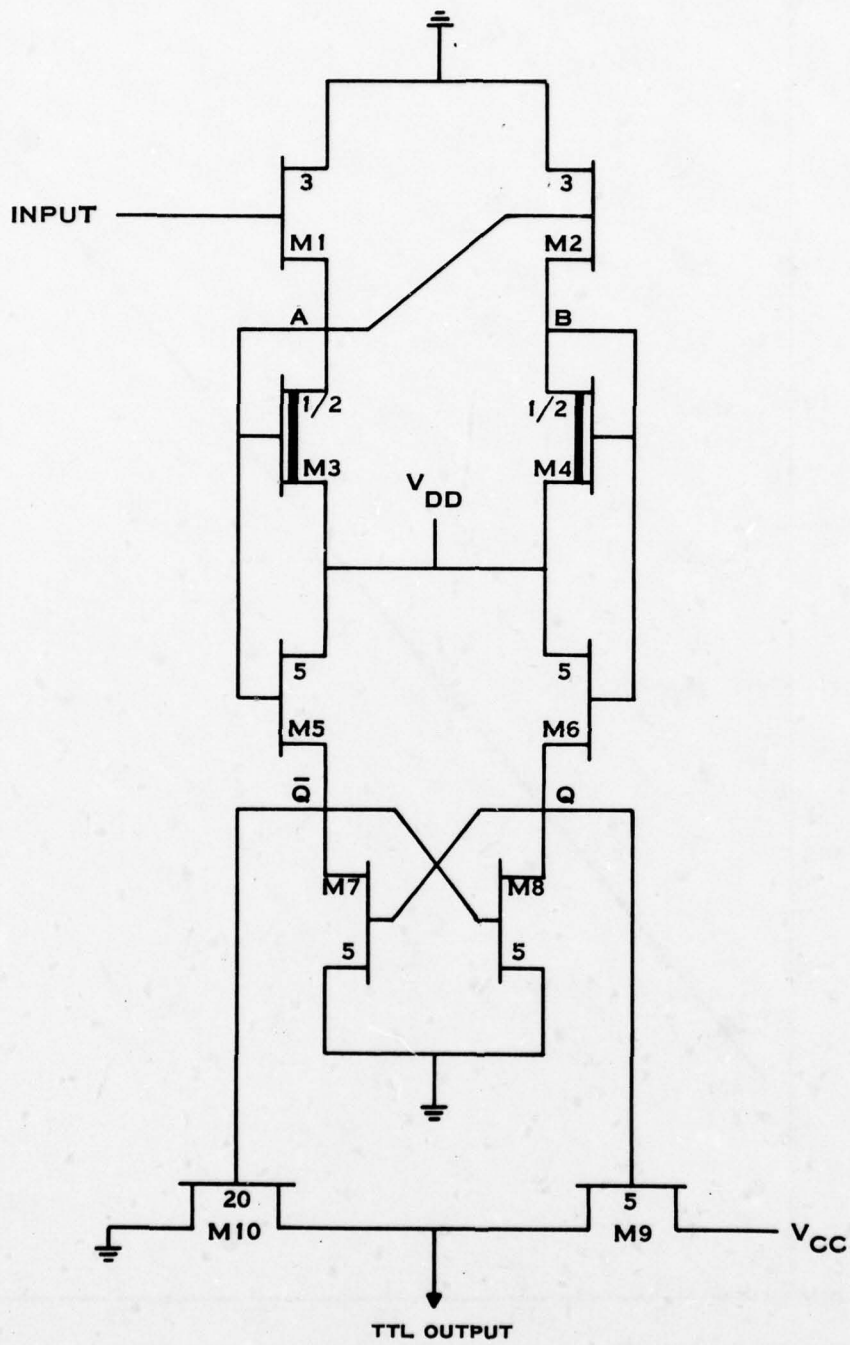 3 3
INPUT
M1 M2
A B
1/2 1/2
M3 M4
V
DD
5 5
M5 M6
Q̄ Q
M7 M8
5 5
20 5
M10 M9 VCC
TTL OUTPUT